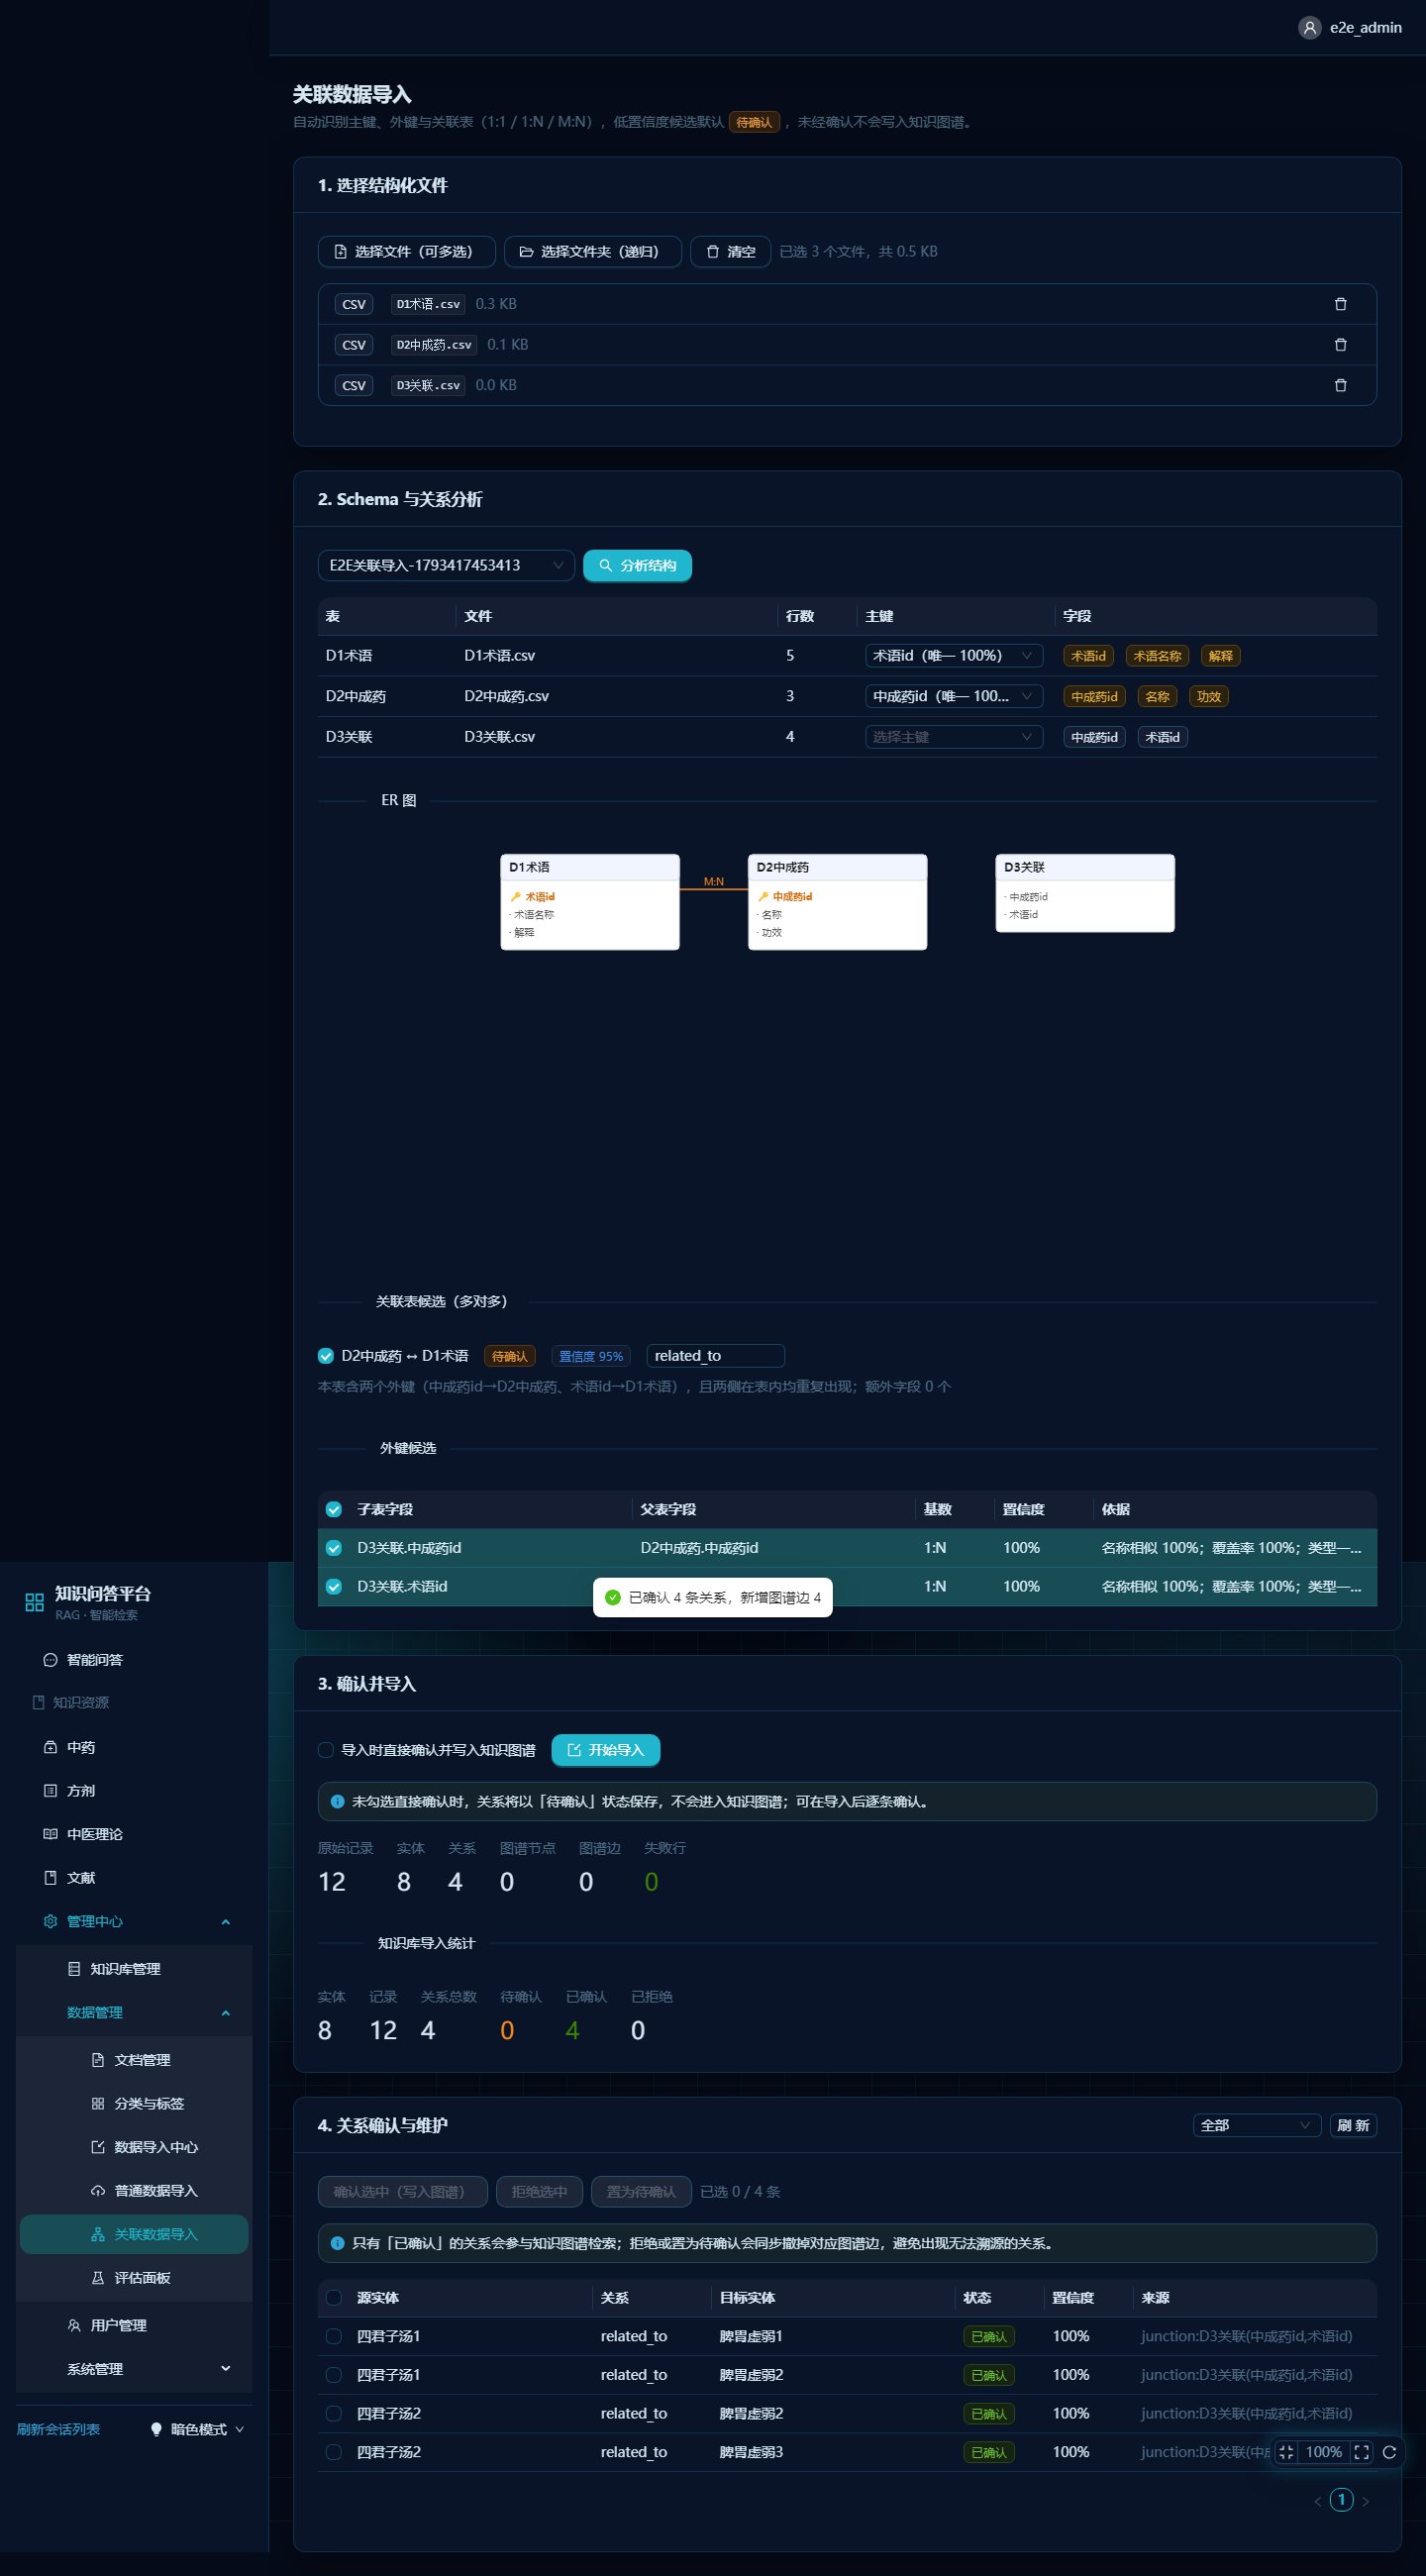 e2e_admin
关联数据导入
自动识别主键、外键与关联表（1:1 / 1:N / M:N），低置信度候选默认 待确认 ，未经确认不会写入知识图谱。
1. 选择结构化文件
选择文件（可多选） 选择文件夹（递归） 清空 已选 3 个文件，共 0.5 KB
CSV D1术语.csv 0.3 KB
CSV D2中成药.csv 0.1 KB
CSV D3关联.csv 0.0 KB
2. Schema 与关系分析
E2E关联导入-1793417453413 分析结构
表 文件 行数 主键 字段
D1术语 D1术语.csv 5 术语id（唯一 100%） 术语id 术语名称 解释
D2中成药 D2中成药.csv 3 中成药id（唯一 100... 中成药id 名称 功效
D3关联 D3关联.csv 4 选择主键 中成药id 术语id
ER 图
D1术语
术语id
· 术语名称
· 解释
M:N
D2中成药
中成药id
· 名称
· 功效
D3关联
· 中成药id
· 术语id
关联表候选（多对多）
D2中成药 ↔ D1术语 待确认 置信度 95% related_to
本表含两个外键（中成药id→D2中成药、术语id→D1术语），且两侧在表内均重复出现；额外字段 0 个
外键候选
子表字段 父表字段 基数 置信度 依据
D3关联.中成药id D2中成药.中成药id 1:N 100% 名称相似 100%；覆盖率 100%；类型一...
D3关联.术语id 1:N 100% 名称相似 100%；覆盖率 100%；类型一...
已确认 4 条关系，新增图谱边 4
3. 确认并导入
导入时直接确认并写入知识图谱 开始导入
未勾选直接确认时，关系将以「待确认」状态保存，不会进入知识图谱；可在导入后逐条确认。
原始记录 实体 关系 图谱节点 图谱边 失败行
12 8 4 0 0 0
知识库导入统计
实体 记录 关系总数 待确认 已确认 已拒绝
8 12 4 0 4 0
4. 关系确认与维护 全部 刷 新
确认选中（写入图谱） 拒绝选中 置为待确认 已选 0 / 4 条
只有「已确认」的关系会参与知识图谱检索；拒绝或置为待确认会同步撤掉对应图谱边，避免出现无法溯源的关系。
源实体 关系 目标实体 状态 置信度 来源
四君子汤1 related_to 脾胃虚弱1 已确认 100% junction:D3关联(中成药id,术语id)
四君子汤1 related_to 脾胃虚弱2 已确认 100% junction:D3关联(中成药id,术语id)
四君子汤2 related_to 脾胃虚弱2 已确认 100% junction:D3关联(中成药id,术语id)
四君子汤2 related_to 脾胃虚弱3 已确认 100% junction:D3关联(中
100%
1
知识问答平台
RAG · 智能检索
智能问答
知识资源
中药
方剂
中医理论
文献
管理中心
知识库管理
数据管理
文档管理
分类与标签
数据导入中心
普通数据导入
关联数据导入
评估面板
用户管理
系统管理
刷新会话列表 暗色模式